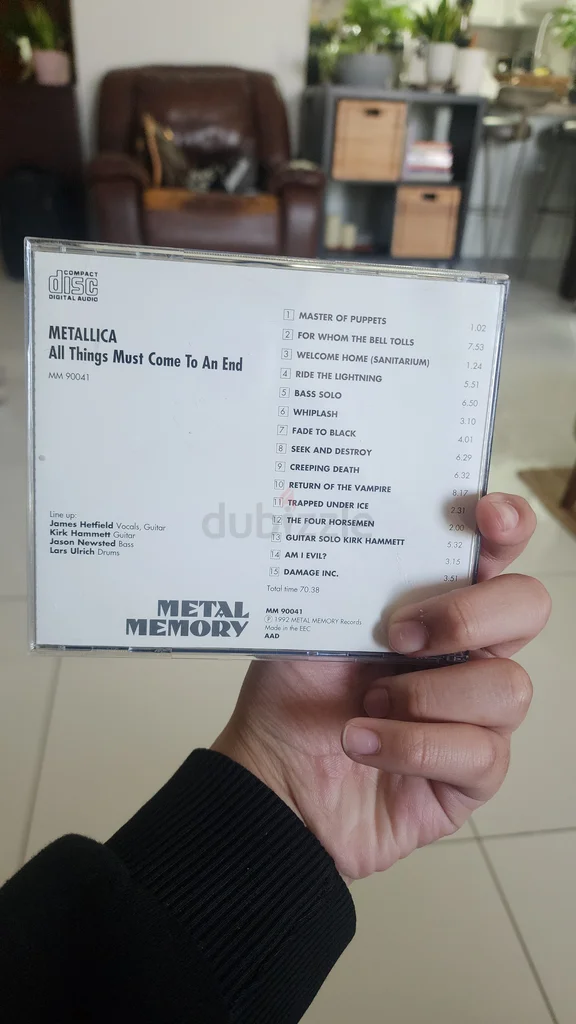 COMPACT
disc
DIGITAL AUDIO
METALLICA
All Things Must Come To An End
MM 90041
1 MASTER OF PUPPETS 1.02
2 FOR WHOM THE BELL TOLLS 7.53
3 WELCOME HOME (SANITARIUM) 1.24
4 RIDE THE LIGHTNING 5.51
5 BASS SOLO 6.50
6 WHIPLASH 3.10
7 FADE TO BLACK 4.01
8 SEEK AND DESTROY 6.29
9 CREEPING DEATH 6.32
10 RETURN OF THE VAMPIRE 8.17
11 TRAPPED UNDER ICE 2.31
12 THE FOUR HORSEMEN 2.00
13 GUITAR SOLO KIRK HAMMETT 5.32
14 AM I EVIL? 3.15
15 DAMAGE INC. 3.51
Total time 70.38
Line up:
James Hetfield Vocals, Guitar
Kirk Hammett Guitar
Jason Newsted Bass
Lars Ulrich Drums
METAL
MEMORY
MM 90041
Ⓟ 1992 METAL MEMORY Records
Made in the EEC
AAD
dubizzle